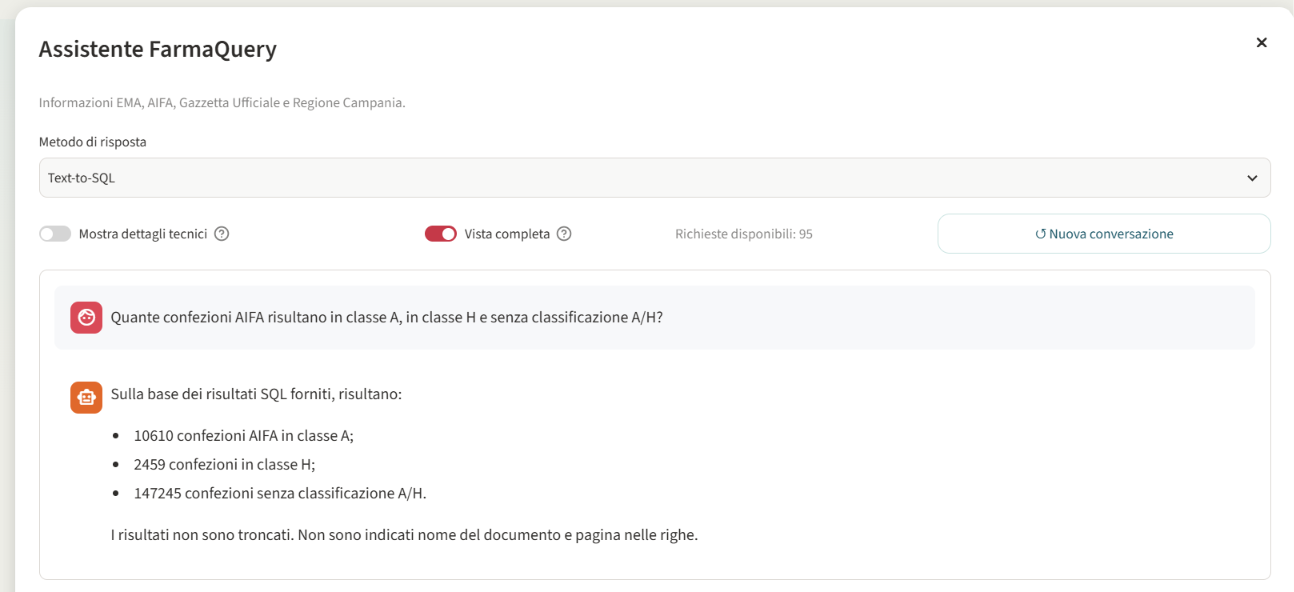 Assistente FarmaQuery
×
Informazioni EMA, AIFA, Gazzetta Ufficiale e Regione Campania.
Metodo di risposta
Text-to-SQL
Mostra dettagli tecnici ? Vista completa ? Richieste disponibili: 95 ↺ Nuova conversazione
Quante confezioni AIFA risultano in classe A, in classe H e senza classificazione A/H?
Sulla base dei risultati SQL forniti, risultano:
• 10610 confezioni AIFA in classe A;
• 2459 confezioni in classe H;
• 147245 confezioni senza classificazione A/H.
I risultati non sono troncati. Non sono indicati nome del documento e pagina nelle righe.